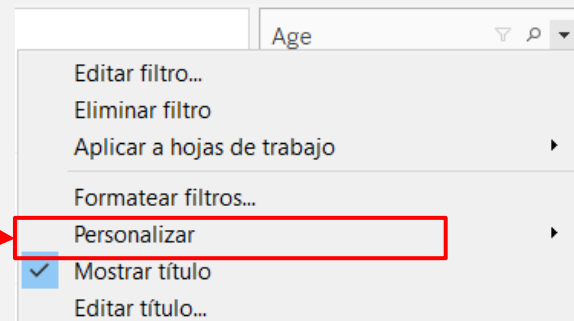 Age
Editar filtro...
Eliminar filtro
Aplicar a hojas de trabajo
Formatear filtros...
Personalizar
Mostrar título
Editar título...